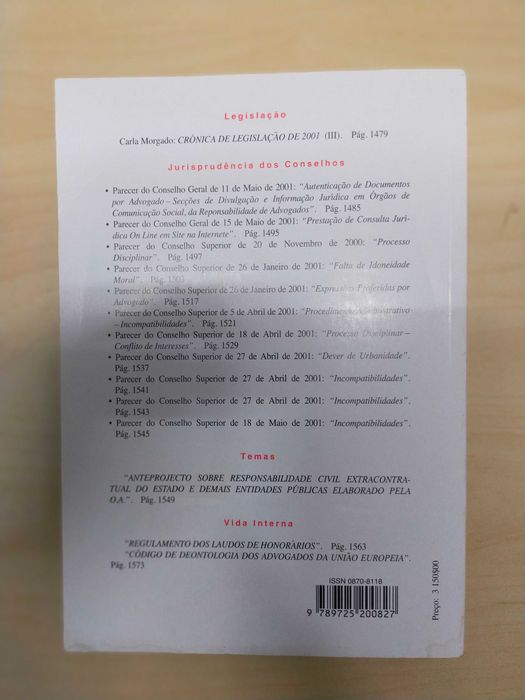 Legislação
Carla Morgado: CRÓNICA DE LEGISLAÇÃO DE 2001 (III). Pág. 1479
Jurisprudência dos Conselhos
• Parecer do Conselho Geral de 11 de Maio de 2001: “Autenticação de Documentos
por Advogado – Secções de Divulgação e Informação Jurídica em Órgãos de
Comunicação Social, da Reponsabilidade de Advogados”. Pág. 1485
• Parecer do Conselho Geral de 15 de Maio de 2001: “Prestação de Consulta Jurí-
dica On Line em Site na Internete”. Pág. 1495
• Parecer do Conselho Superior de 20 de Novembro de 2000: “Processo
Disciplinar”. Pág. 1497
• Parecer do Conselho Superior de 26 de Janeiro de 2001: “Falta de Idoneidade
Moral”. Pág. 1503
• Parecer do Conselho Superior de 26 de Janeiro de 2001: “Expressões Proferidas por
Advogado”. Pág. 1517
• Parecer do Conselho Superior de 5 de Abril de 2001: “Procedimento Administrativo
– Incompatibilidades”. Pág. 1521
• Parecer do Conselho Superior de 18 de Abril de 2001: “Processo Disciplinar –
Conflito de Interesses”. Pág. 1529
• Parecer do Conselho Superior de 27 de Abril de 2001: “Dever de Urbanidade”.
Pág. 1537
• Parecer do Conselho Superior de 27 de Abril de 2001: “Incompatibilidades”.
Pág. 1541
• Parecer do Conselho Superior de 27 de Abril de 2001: “Incompatibilidades”.
Pág. 1543
• Parecer do Conselho Superior de 18 de Maio de 2001: “Incompatibilidades”.
Pág. 1545
Temas
“ANTEPROJECTO SOBRE RESPONSABILIDADE CIVIL EXTRACONTRA-
TUAL DO ESTADO E DEMAIS ENTIDADES PÚBLICAS ELABORADO PELA
O.A.”. Pág. 1549
Vida Interna
“REGULAMENTO DOS LAUDOS DE HONORÁRIOS”. Pág. 1563
“CÓDIGO DE DEONTOLOGIA DOS ADVOGADOS DA UNIÃO EUROPEIA”.
Pág. 1573
ISSN 0870-8118
9 789725 200827
Preço: 3 150$00